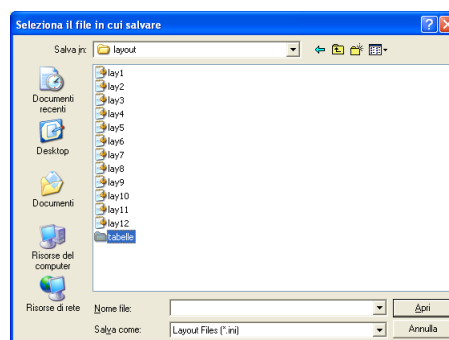 Seleziona il file in cui salvare
Salva in:
layout
lay1
lay2
lay3
lay4
lay5
lay6
lay7
lay8
lay9
lay10
lay11
lay12
tabelle
Documenti
recenti
Desktop
Documenti
Risorse del
computer
Risorse di rete
Nome file:
Apri
Salva come:
Layout Files (*.ini)
Annulla